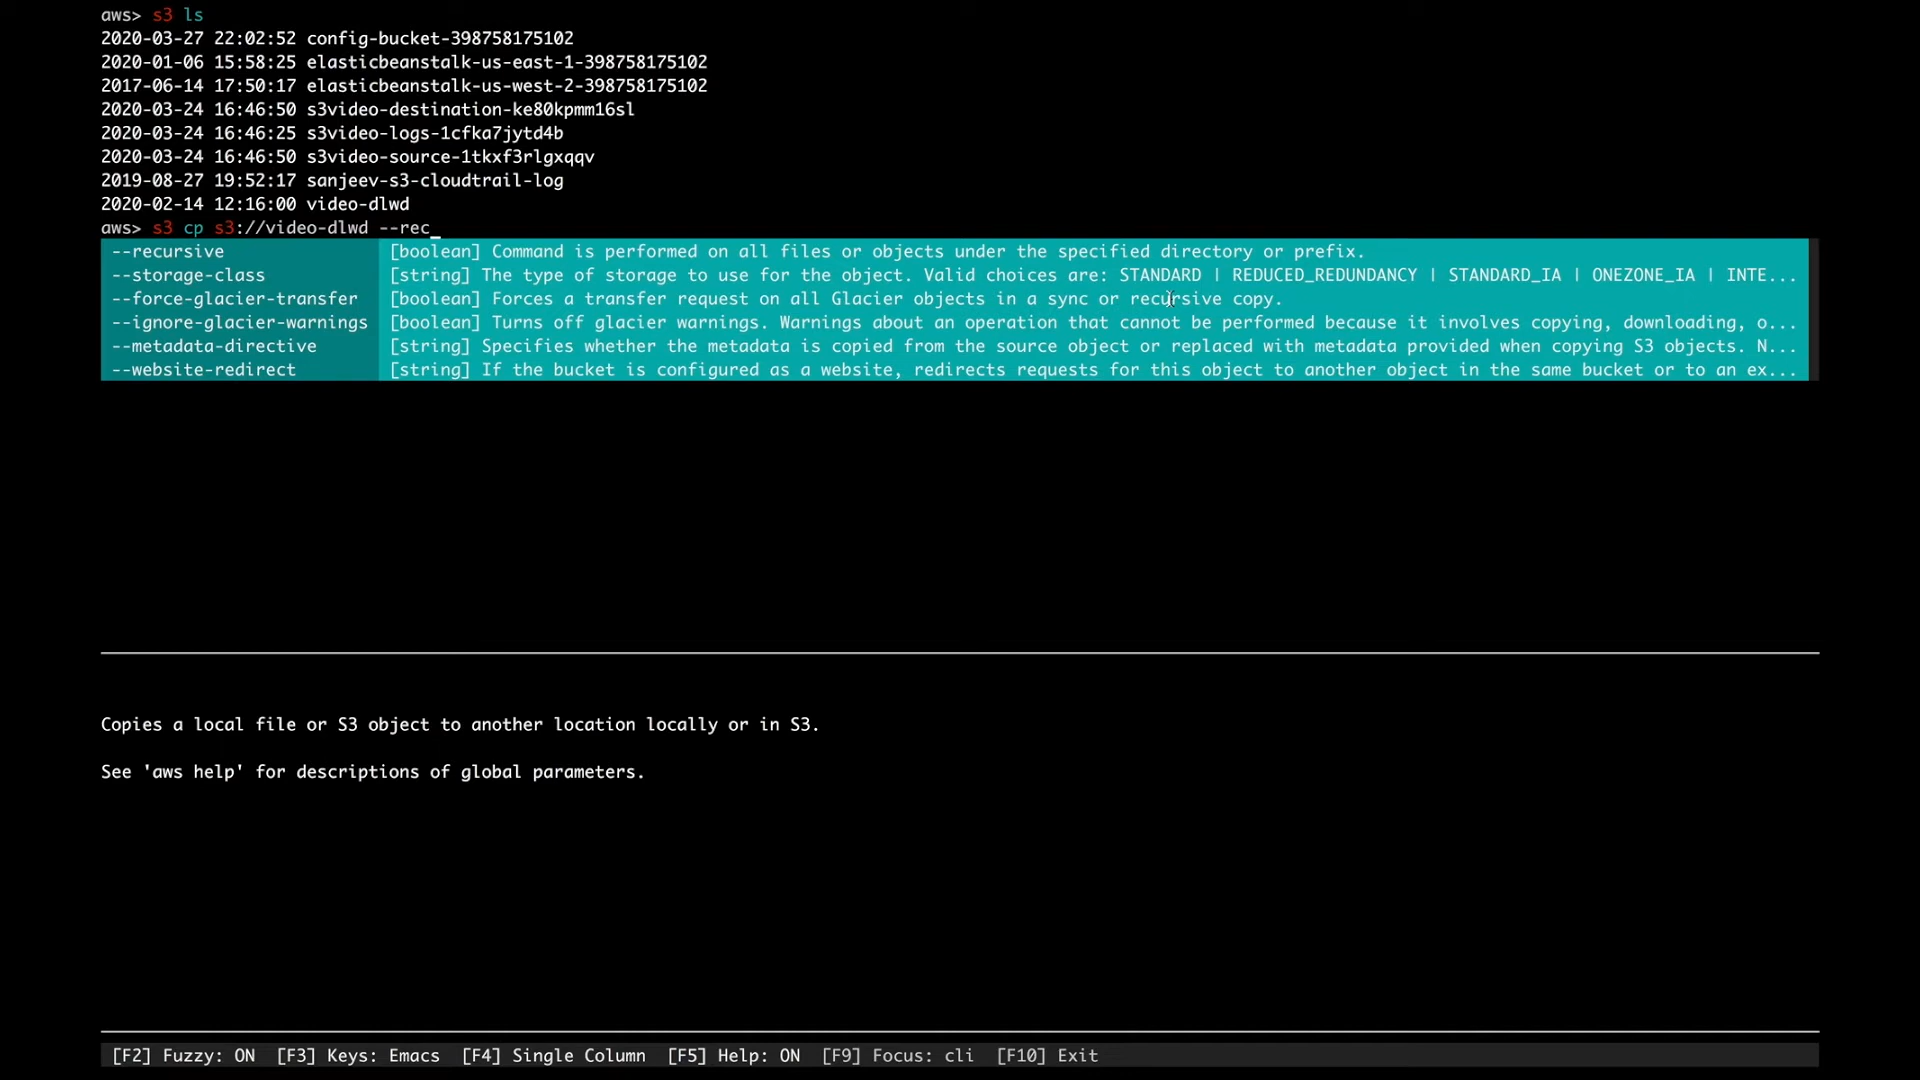 aws> s3 ls
2020-03-27 22:02:52 config-bucket-398758175102
2020-01-06 15:58:25 elasticbeanstalk-us-east-1-398758175102
2017-06-14 17:50:17 elasticbeanstalk-us-west-2-398758175102
2020-03-24 16:46:50 s3video-destination-ke80kpmm16sl
2020-03-24 16:46:25 s3video-logs-1cfka7jytd4b
2020-03-24 16:46:50 s3video-source-1tkxf3rlgxqqv
2019-08-27 19:52:17 sanjeev-s3-cloudtrail-log
2020-02-14 12:16:00 video-dlwd
aws> s3 cp s3://video-dlwd --rec_
--recursive [boolean] Command is performed on all files or objects under the specified directory or prefix.
--storage-class [string] The type of storage to use for the object. Valid choices are: STANDARD | REDUCED_REDUNDANCY | STANDARD_IA | ONEZONE_IA | INTE...
--force-glacier-transfer [boolean] Forces a transfer request on all Glacier objects in a sync or recursive copy.
--ignore-glacier-warnings [boolean] Turns off glacier warnings. Warnings about an operation that cannot be performed because it involves copying, downloading, o...
--metadata-directive [string] Specifies whether the metadata is copied from the source object or replaced with metadata provided when copying S3 objects. N...
--website-redirect [string] If the bucket is configured as a website, redirects requests for this object to another object in the same bucket or to an ex...
Copies a local file or S3 object to another location locally or in S3.
See 'aws help' for descriptions of global parameters.
[F2] Fuzzy: ON [F3] Keys: Emacs [F4] Single Column [F5] Help: ON [F9] Focus: cli [F10] Exit